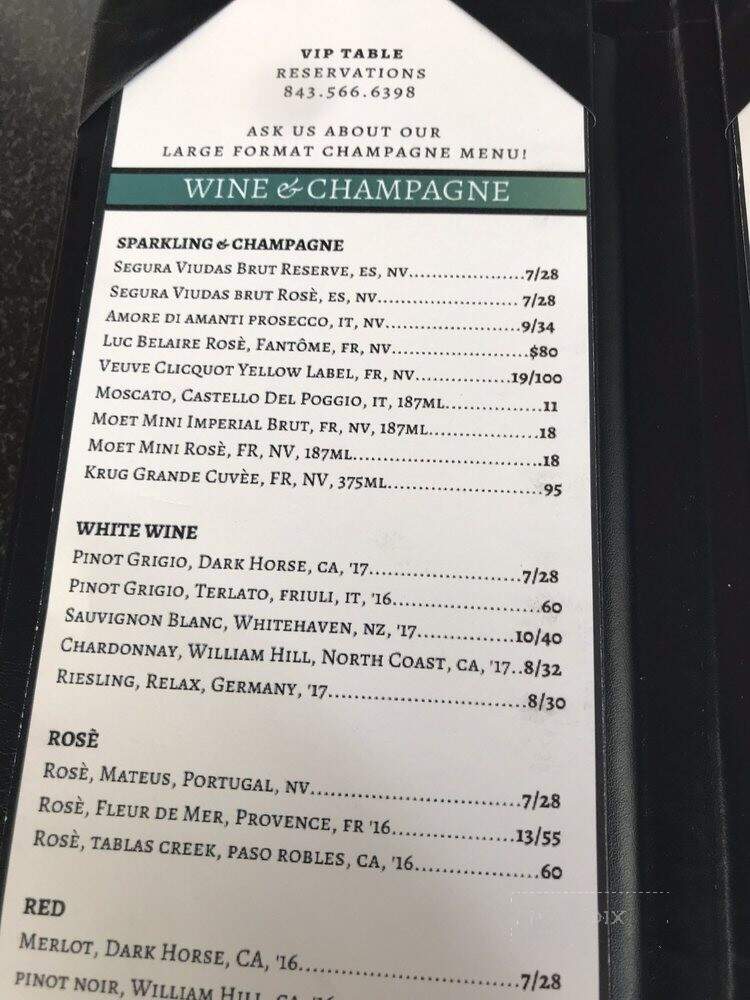 VIP TABLE
RESERVATIONS
843.566.6398
ASK US ABOUT OUR
LARGE FORMAT CHAMPAGNE MENU!
WINE & CHAMPAGNE
SPARKLING & CHAMPAGNE
SEGURA VIUDAS BRUT RESERVE, ES, NV....................7/28
SEGURA VIUDAS BRUT ROSÈ, ES, NV......................... 7/28
AMORE DI AMANTI PROSECCO, IT, NV........................9/34
LUC BELAIRE ROSÈ, FANTÔME, FR, NV........................$80
VEUVE CLICQUOT YELLOW LABEL, FR, NV.................19/100
MOSCATO, CASTELLO DEL POGGIO, IT, 187ML.................11
MOET MINI IMPERIAL BRUT, FR, NV, 187ML....................18
MOET MINI ROSÈ, FR, NV, 187ML.................................18
KRUG GRANDE CUVÈE, FR, NV, 375ML...........................95
WHITE WINE
PINOT GRIGIO, DARK HORSE, CA, '17..........................7/28
PINOT GRIGIO, TERLATO, FRIULI, IT, '16.........................60
SAUVIGNON BLANC, WHITEHAVEN, NZ, '17................10/40
CHARDONNAY, WILLIAM HILL, NORTH COAST, CA, '17..8/32
RIESLING, RELAX, GERMANY, '17.................................8/30
ROSÈ
ROSÈ, MATEUS, PORTUGAL, NV...................................7/28
ROSÈ, FLEUR DE MER, PROVENCE, FR '16....................13/55
ROSÈ, TABLAS CREEK, PASO ROBLES, CA, '16.....................60
RED
MERLOT, DARK HORSE, CA, '16....................................7/28
PINOT NOIR, WILLIAM HILL, CA, '16